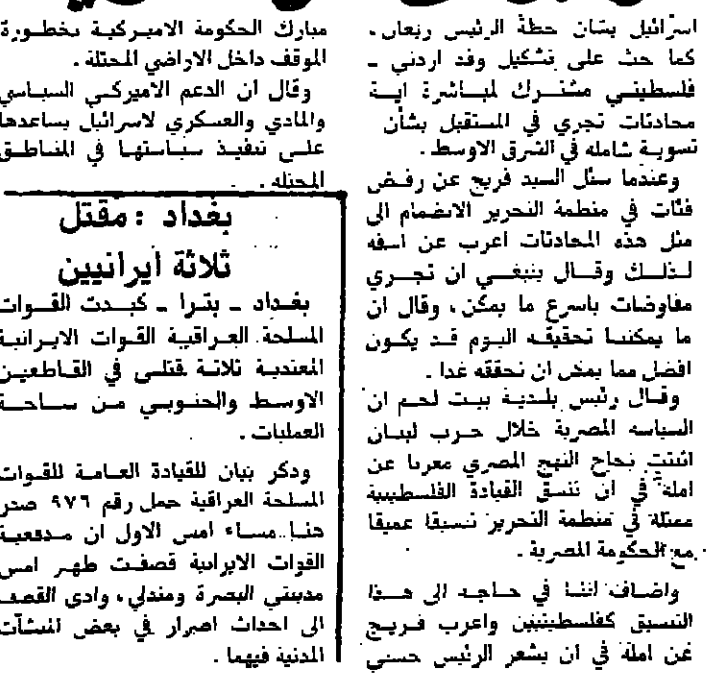 اسرائيل بشان خطة الرئيس ريغان،
كما حث على تشكيل وفد اردني ـ
فلسطيني مشترك لمباشرة اية
محادثات تجري في المستقبل بشأن
تسوية شامله في الشرق الاوسط .
وعندما سئل السيد فريج عن رفض
فئات في منظمة التحرير الانضمام الى
مثل هذه المحادثات اعرب عن اسفه
لذلك وقال ينبغي ان تجري
مفاوضات باسرع ما يمكن، وقال ان
ما يمكننا تحقيقه اليوم قد يكون
افضل مما يمكن ان نحققه غدا .
وقال رئيس بلدية بيت لحم ان
السياسه المصرية خلال حرب لبنان
اثبتت نجاح النهج المصري معربا عن
امله في ان تنسق القيادة الفلسطينية
ممثلة في منظمة التحرير تنسيقا عميقا
مع الحكومة المصرية .
واضاف اننا في حاجه الى هذا
التنسيق كفلسطينيين واعرب فريج
عن امله في ان يشعر الرئيس حسني
مبارك الحكومة الاميركية بخطورة
الموقف داخل الاراضي المحتلة .
وقال ان الدعم الاميركي السياسي
والمادي والعسكري لاسرائيل يساعدها
على تنفيذ سياستها في المناطق
المحتله .
بغداد : مقتل
ثلاثة ايرانيين
بغداد ـ بترا ـ كبدت القوات
المسلحة العراقية القوات الايرانية
المعتدية ثلاثة قتلى في القاطعين
الاوسط والجنوبي من ساحة
العمليات .
وذكر بيان للقيادة العامة للقوات
المسلحة العراقية حمل رقم ٩٧٦ صدر
هنا مساء امس الاول ان مدفعية
القوات الايرانية قصفت ظهر امس
مدينتي البصرة ومندلي، وادى القصف
الى احداث اضرار في بعض المنشآت
المدنية فيهما .